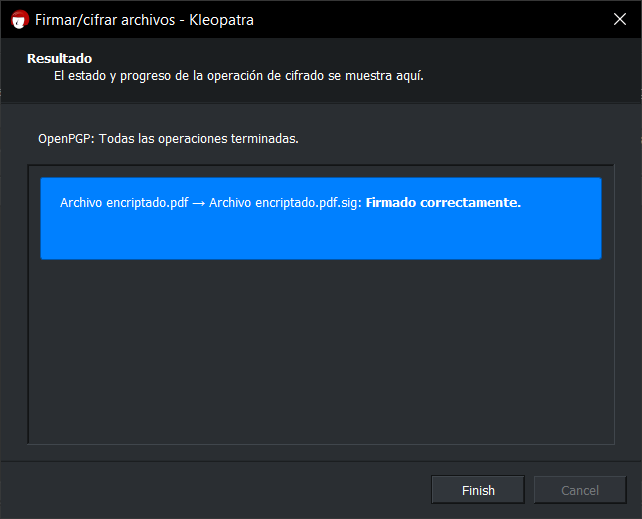 Firmar/cifrar archivos - Kleopatra
Resultado
El estado y progreso de la operación de cifrado se muestra aquí.
OpenPGP: Todas las operaciones terminadas.
Archivo encriptado.pdf → Archivo encriptado.pdf.sig: Firmado correctamente.
Finish
Cancel